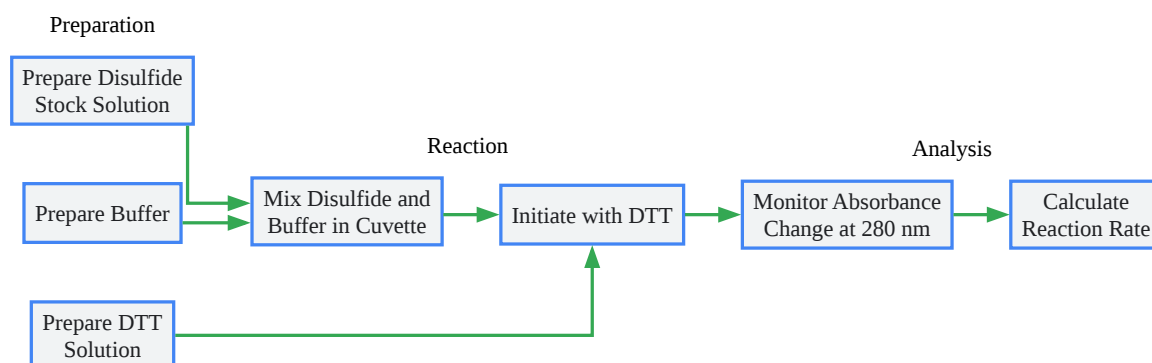 Preparation
Prepare Disulfide
Stock Solution
Prepare Buffer
Prepare DTT
Solution
Reaction
Mix Disulfide and
Buffer in Cuvette
Initiate with DTT
Analysis
Monitor Absorbance
Change at 280 nm
Calculate
Reaction Rate